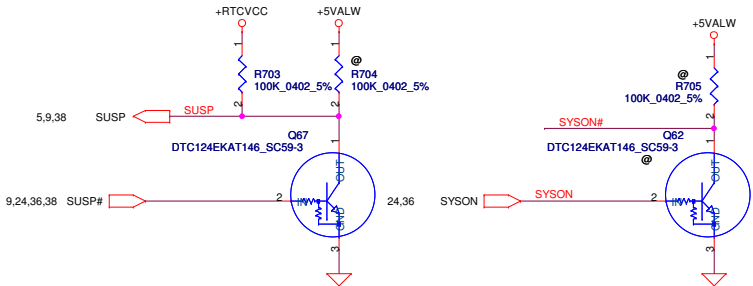 +RTCVCC
+5VALW
+5VALW
1
1
1
R703
100K_0402_5%
@
R704
100K_0402_5%
@
R705
100K_0402_5%
2
2
2
5,9,38
SUSP
SUSP
SYSON#
Q67
DTC124EKAT146_SC59-3
1
Q62
DTC124EKAT146_SC59-3
@
1
OUT
OUT
9,24,36,38
SUSP#
2
IN
24,36
SYSON
SYSON
2
IN
GND
GND
3
3